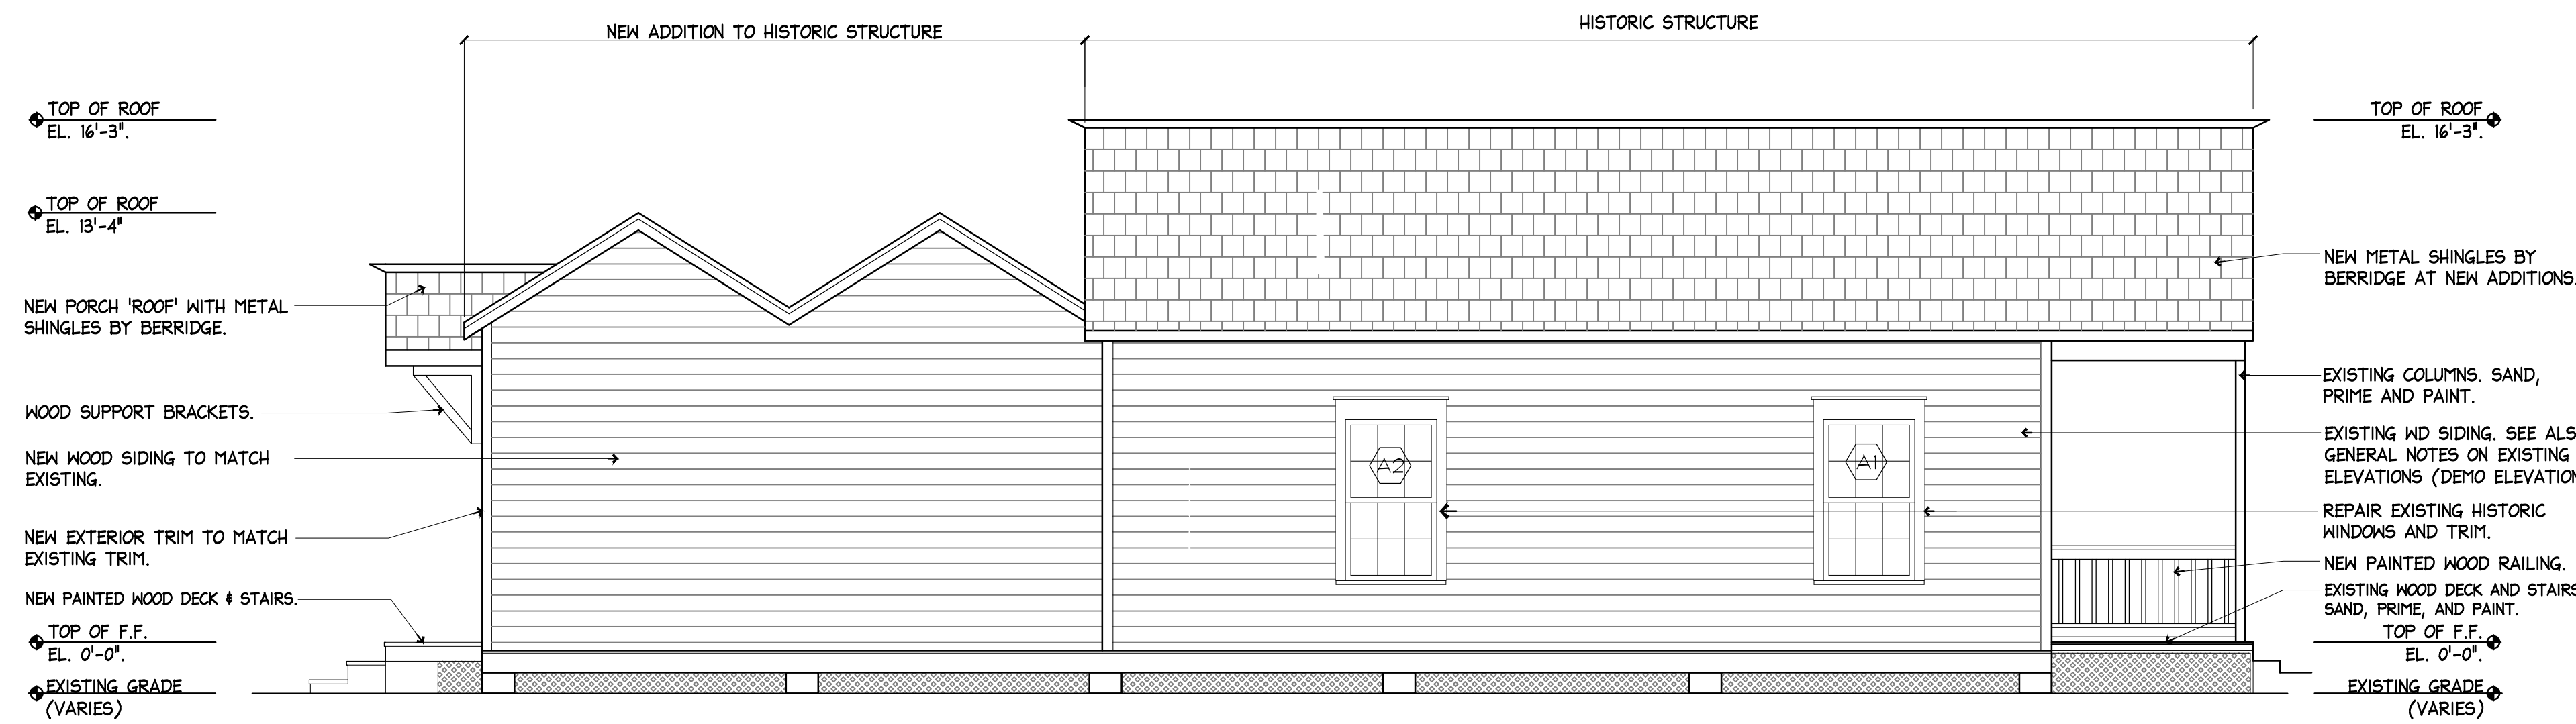 NEW ADDITION TO HISTORIC STRUCTURE
HISTORIC STRUCTURE
TOP OF ROOF
EL. 16'-3".
TOP OF ROOF
EL. 13'-4"
NEW PORCH 'ROOF' WITH METAL
SHINGLES BY BERRIDGE.
WOOD SUPPORT BRACKETS.
NEW WOOD SIDING TO MATCH
EXISTING.
NEW EXTERIOR TRIM TO MATCH
EXISTING TRIM.
NEW PAINTED WOOD DECK & STAIRS.
TOP OF F.F.
EL. 0'-0".
EXISTING GRADE
(VARIES)
A2
A1
TOP OF ROOF
EL. 16'-3".
NEW METAL SHINGLES BY
BERRIDGE AT NEW ADDITIONS.
EXISTING COLUMNS. SAND,
PRIME AND PAINT.
EXISTING WD SIDING. SEE ALS
GENERAL NOTES ON EXISTING
ELEVATIONS (DEMO ELEVATION
REPAIR EXISTING HISTORIC
WINDOWS AND TRIM.
NEW PAINTED WOOD RAILING.
EXISTING WOOD DECK AND STAIRS
SAND, PRIME, AND PAINT.
TOP OF F.F.
EL. 0'-0".
EXISTING GRADE
(VARIES)